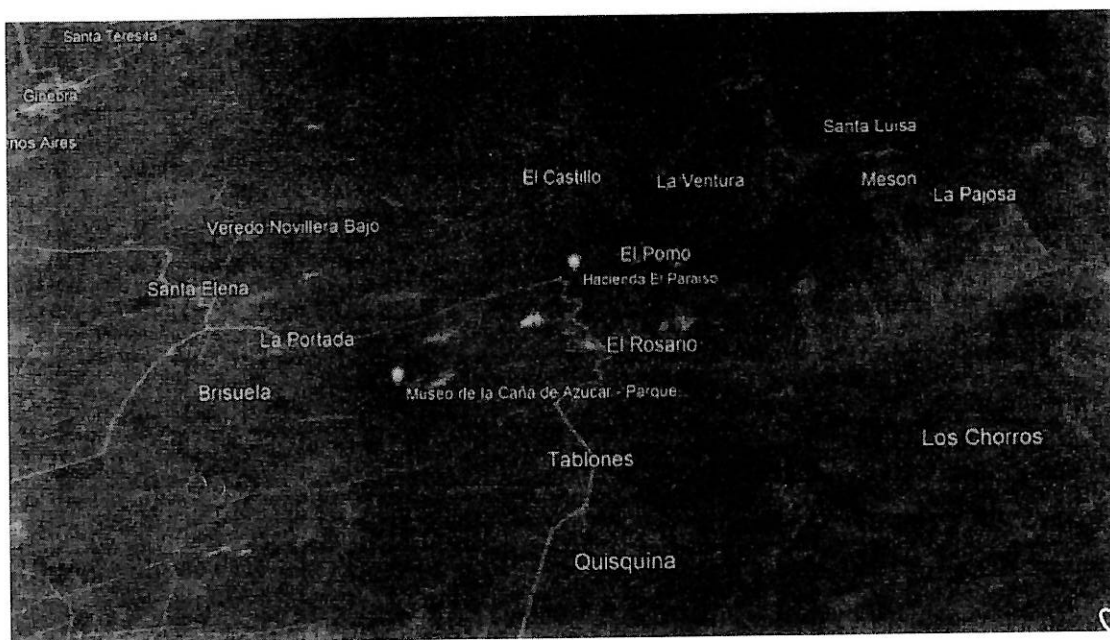 Santa Teresita
Ginebra
enos Aires
Santa Luisa
El Castillo
La Ventura
Meson
La Pajosa
Veredo Novillera Bajo
El Pomo
Hacienda El Paraiso
Santa Elena
La Portada
El Rosario
Brisuela
Museo de la Caña de Azucar - Parque...
Los Chorros
Tablones
Quisquina